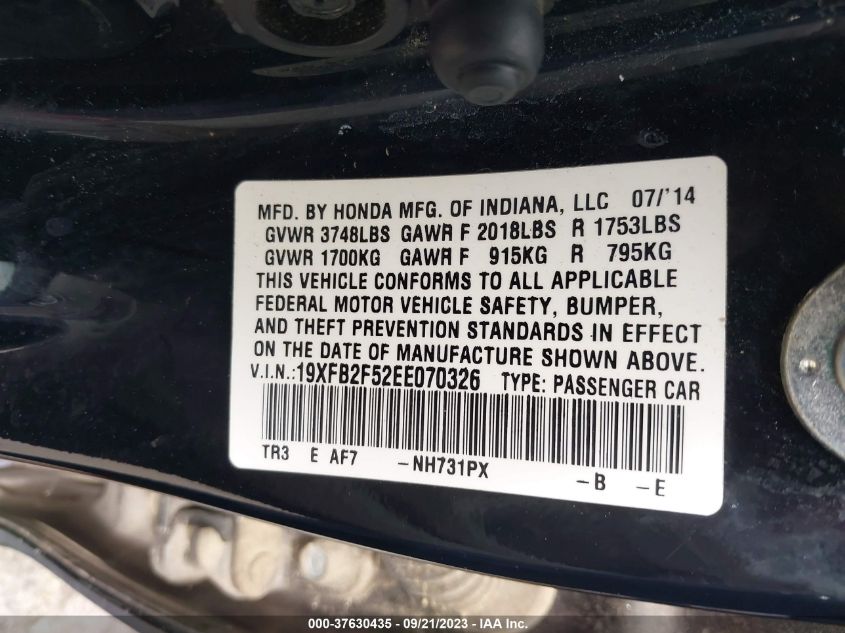 MFD. BY HONDA MFG. OF INDIANA, LLC 07/'14
GVWR 3748LBS GAWR F 2018LBS R 1753LBS
GVWR 1700KG GAWR F 915KG R 795KG
THIS VEHICLE CONFORMS TO ALL APPLICABLE
FEDERAL MOTOR VEHICLE SAFETY, BUMPER,
AND THEFT PREVENTION STANDARDS IN EFFECT
ON THE DATE OF MANUFACTURE SHOWN ABOVE.
V.I.N.:19XFB2F52EE070326 TYPE: PASSENGER CAR
TR3 E AF7 -NH731PX -B -E
000-37630435 - 09/21/2023 - IAA Inc.